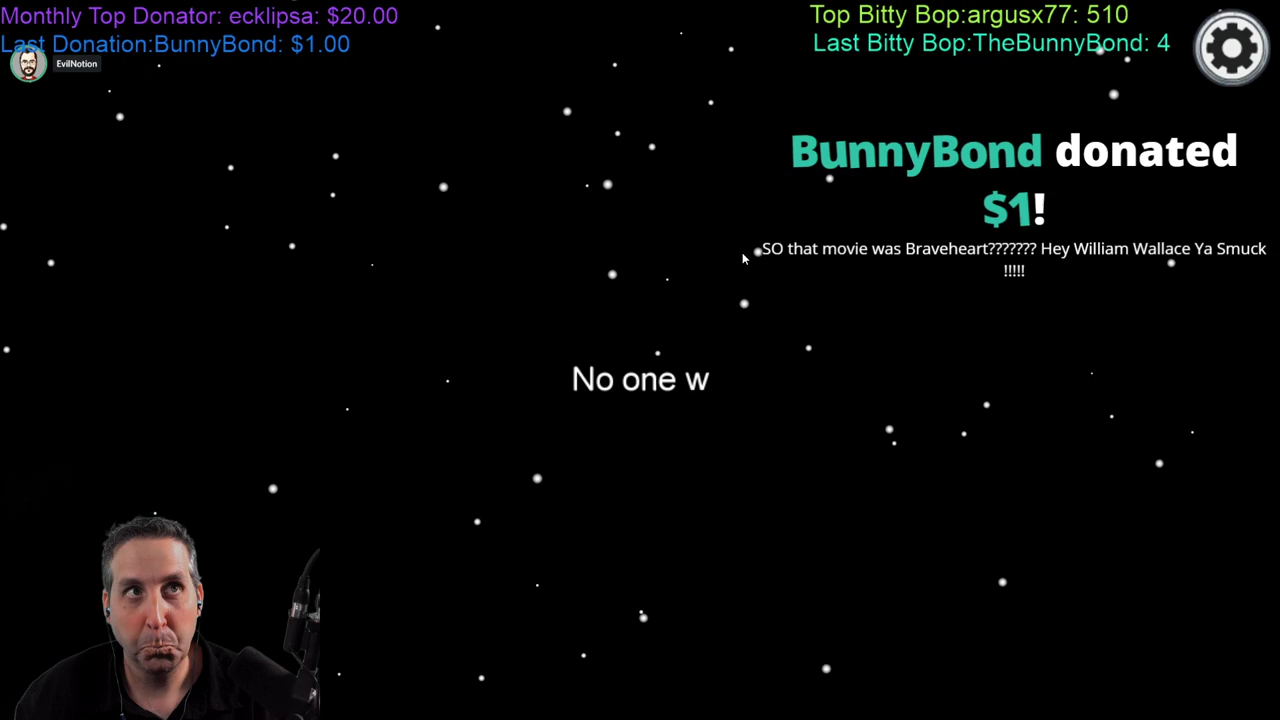 Monthly Top Donator: ecklipsa: $20.00
Last Donation:BunnyBond: $1.00
EvilNotion
Top Bitty Bop:argusx77: 510
Last Bitty Bop:TheBunnyBond: 4
BunnyBond donated
$1!
SO that movie was Braveheart??????? Hey William Wallace Ya Smuck
!!!!!
No one w